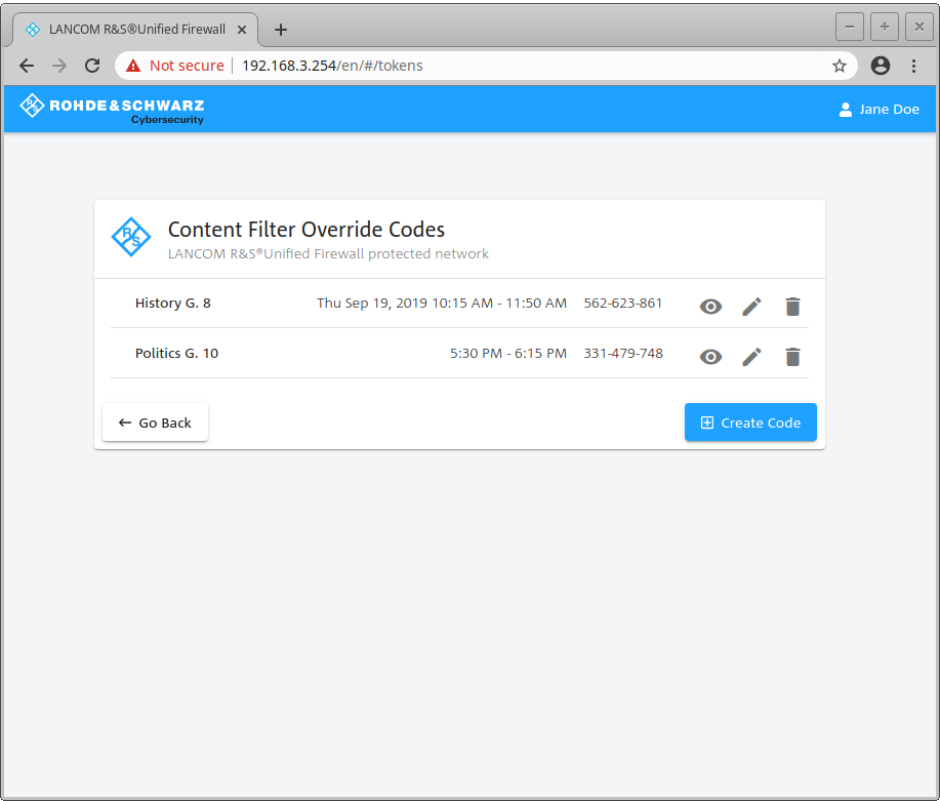 LANCOM R&S®Unified Firewall
Not secure 192.168.3.254/en/#/tokens
ROHDE&SCHWARZ
Cybersecurity
Jane Doe
R S
Content Filter Override Codes
LANCOM R&S®Unified Firewall protected network
History G. 8 Thu Sep 19, 2019 10:15 AM - 11:50 AM 562-623-861
Politics G. 10 5:30 PM - 6:15 PM 331-479-748
Go Back
Create Code